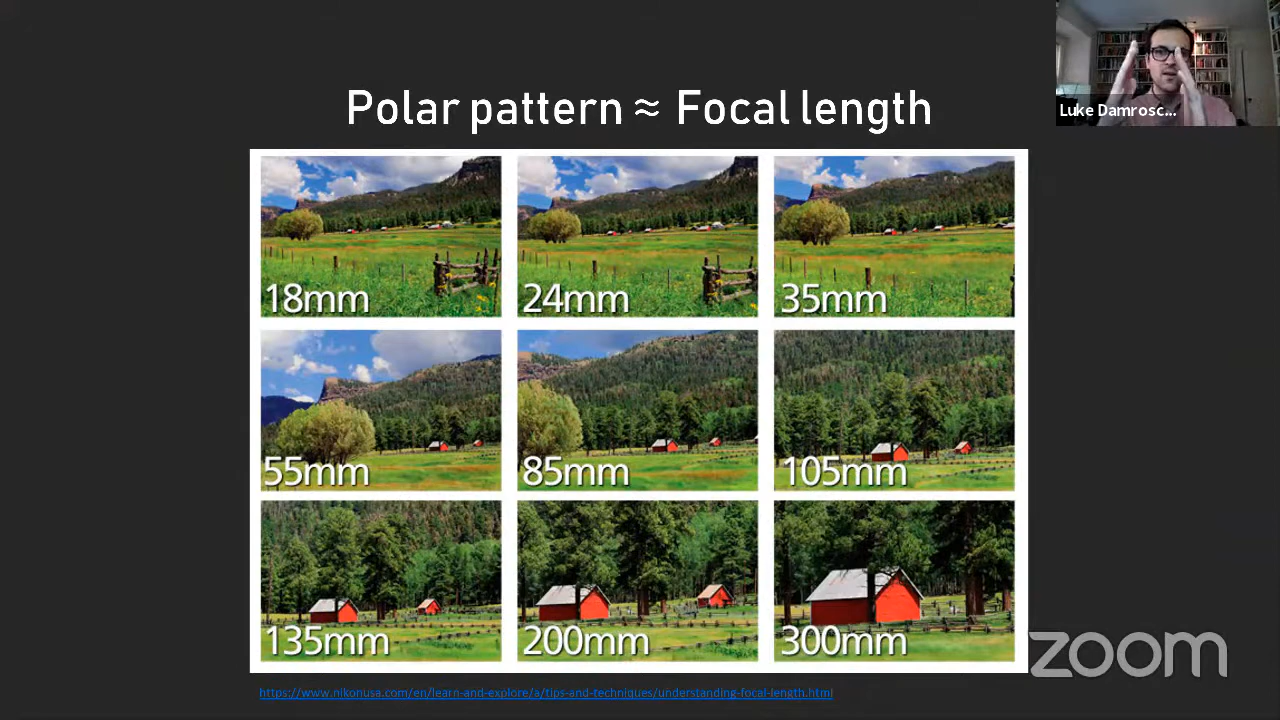 Luke Damrosc...
Polar pattern ≈ Focal length
18mm
24mm
35mm
55mm
85mm
105mm
135mm
200mm
300mm
zoom
https://www.nikonusa.com/en/learn-and-explore/a/tips-and-techniques/understanding-focal-length.html